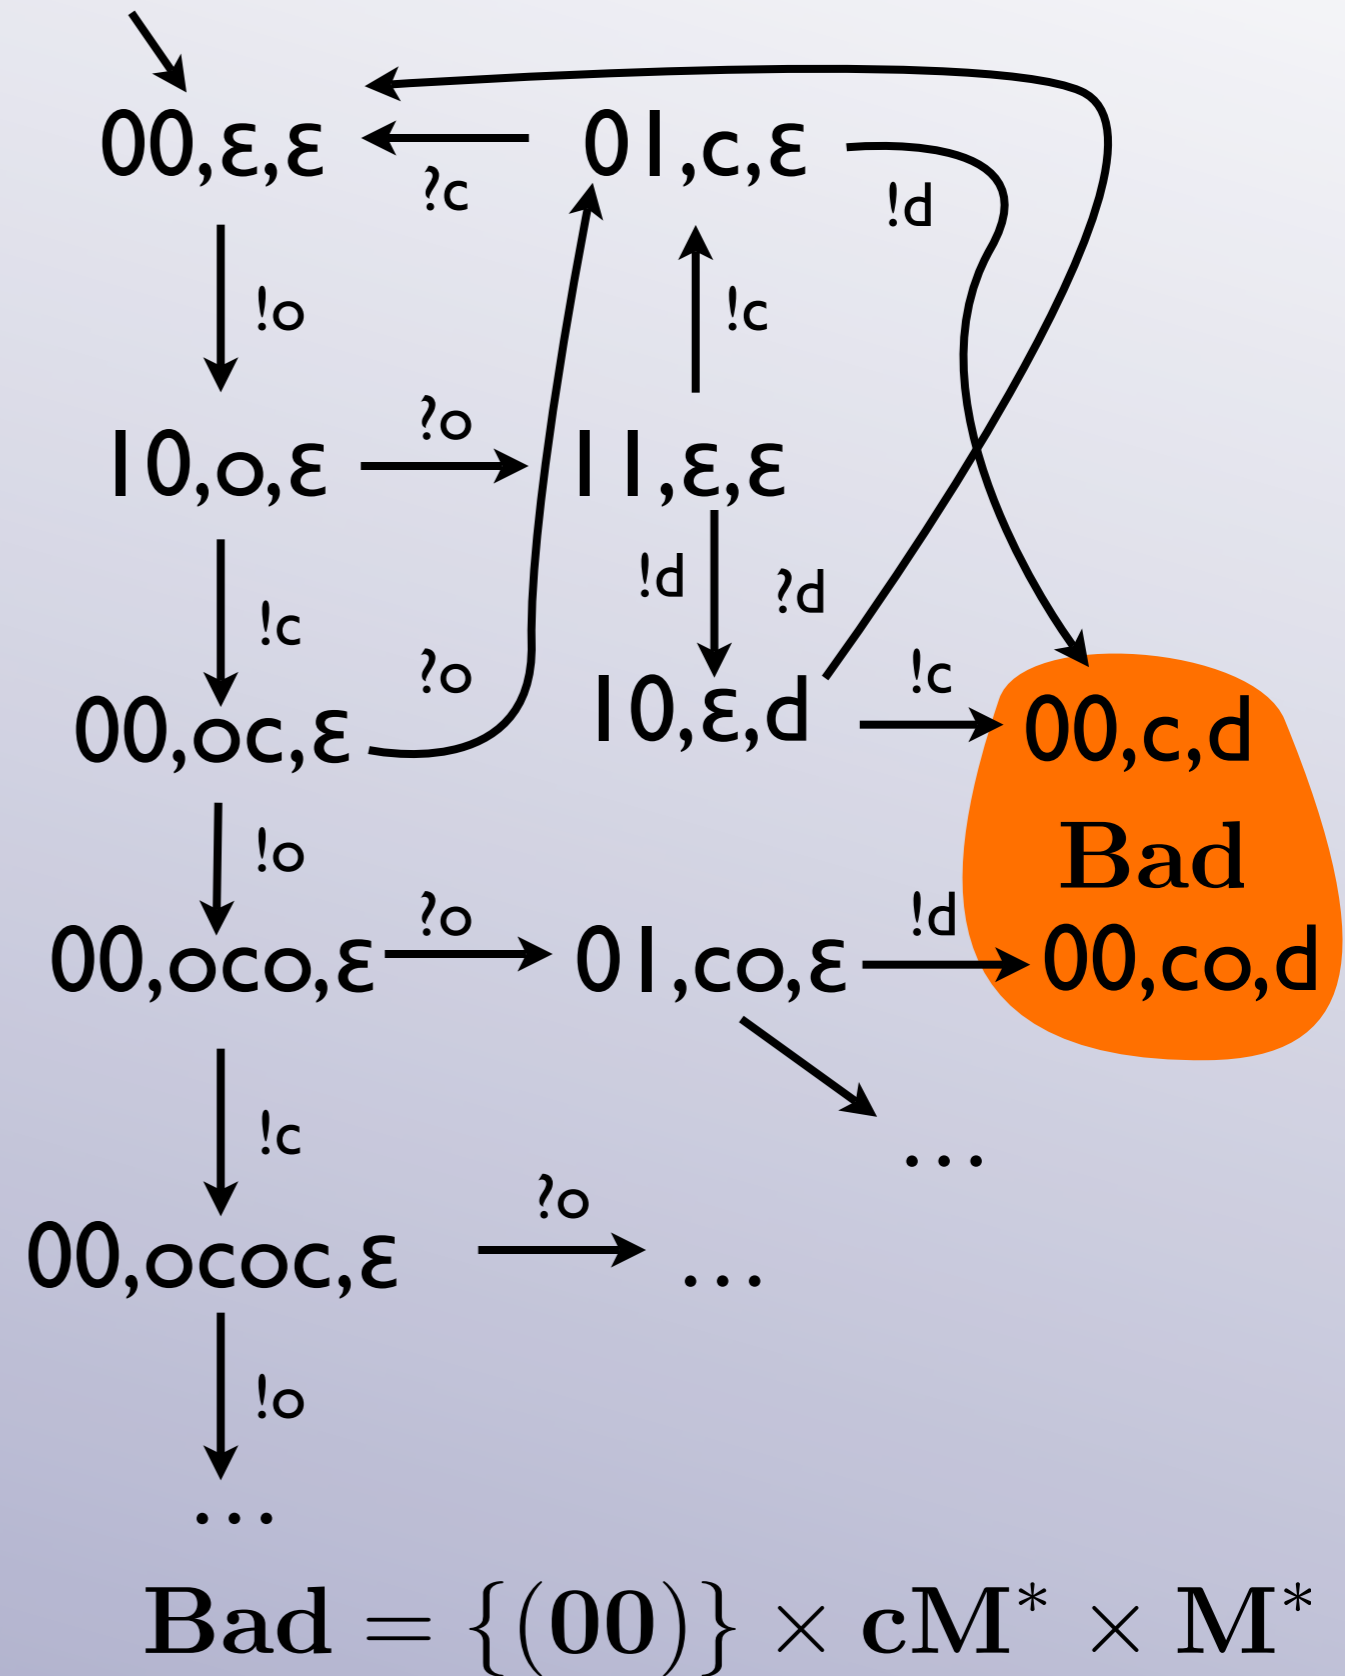 00,ε,ε
01,c,ε
?c
!d
!o
!c
10,o,ε
?o
11,ε,ε
!d
?d
!c
?o
!c
00,oc,ε
10,ε,d
00,c,d
!o
Bad
?o
!d
00,oco,ε
01,co,ε
00,co,d
!c
...
?o
00,ococ,ε
...
!o
...
Bad = {(00)} × cM* × M*